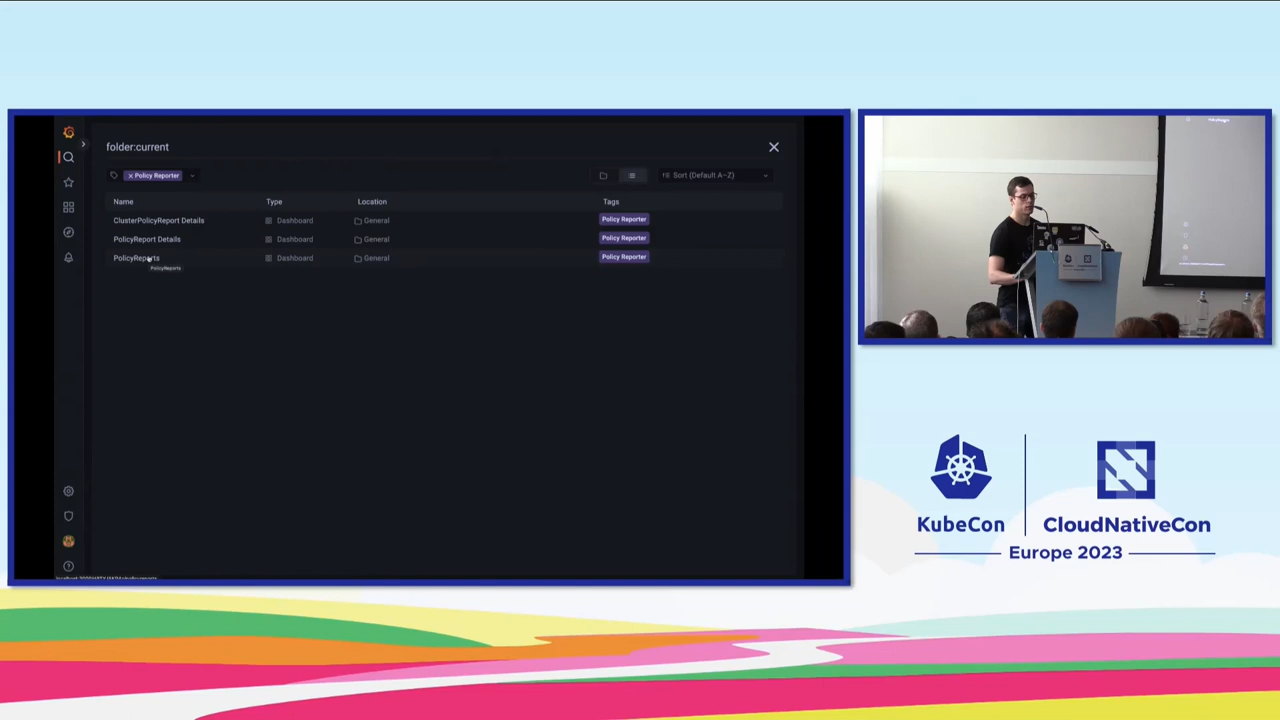 folder:current
Policy Reporter
Sort (Default A–Z)
Name Type Location Tags
ClusterPolicyReport Details Dashboard General Policy Reporter
PolicyReport Details Dashboard General Policy Reporter
PolicyReports Dashboard General Policy Reporter
PolicyReports
KubeCon
CloudNativeCon
Europe 2023